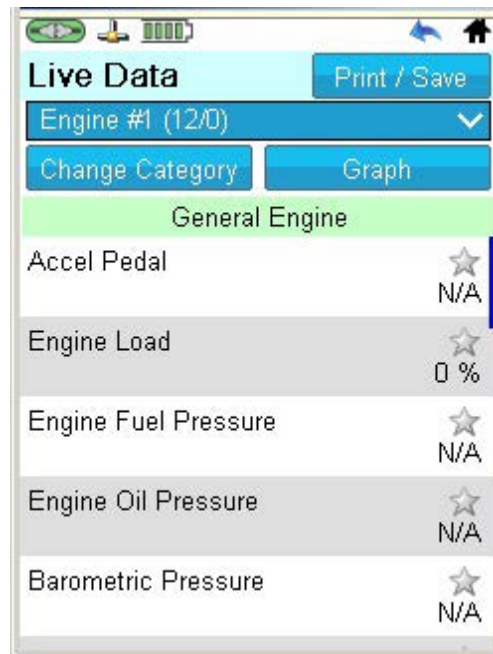 Live Data
Print / Save
Engine #1 (12/0)
Change Category
Graph
General Engine
Accel Pedal
N/A
Engine Load
0 %
Engine Fuel Pressure
N/A
Engine Oil Pressure
N/A
Barometric Pressure
N/A